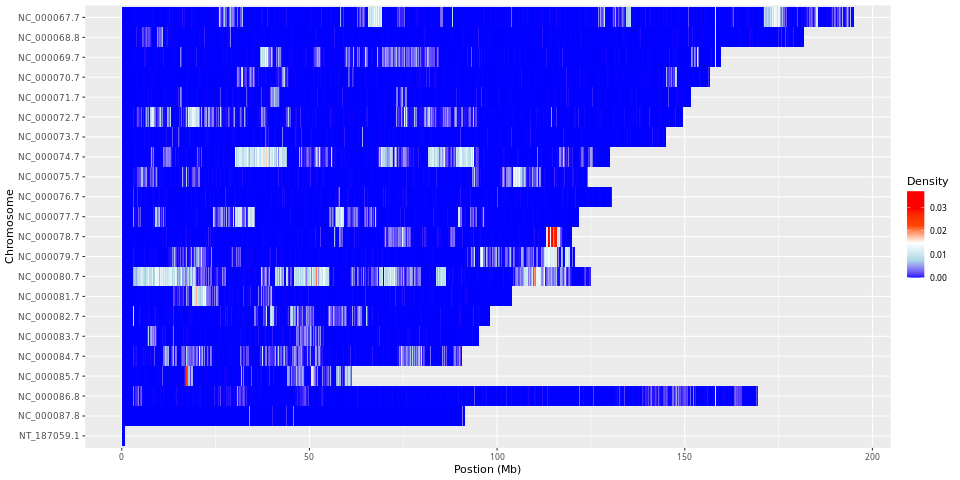 NC_000067.7
NC_000068.8
NC_000069.7
NC_000070.7
NC_000071.7
NC_000072.7
NC_000073.7
NC_000074.7
NC_000075.7
NC_000076.7
NC_000077.7
NC_000078.7
NC_000079.7
NC_000080.7
NC_000081.7
NC_000082.7
NC_000083.7
NC_000084.7
NC_000085.7
NC_000086.8
NC_000087.8
NT_187059.1
Chromosome
0 50 100 150 200
Postion (Mb)
Density
0.03
0.02
0.01
0.00